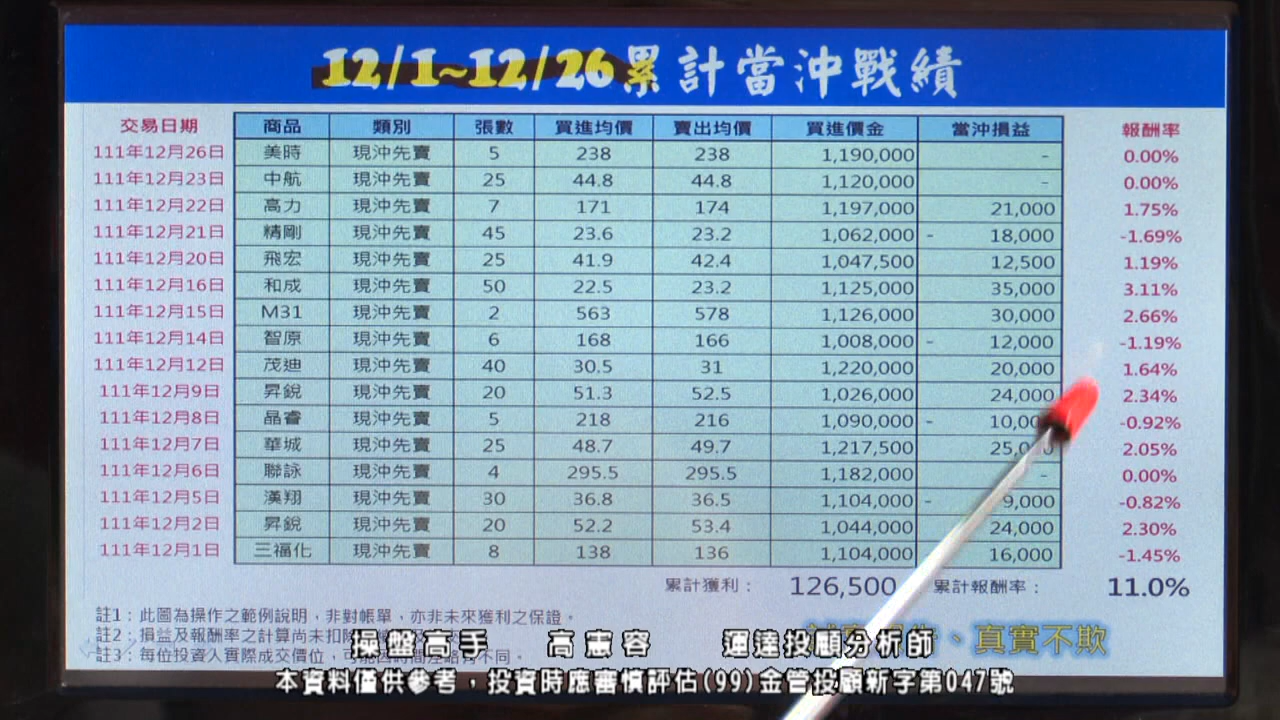 12/1~12/26累計當沖戰績
交易日期 商品 類別 張數 買進均價 賣出均價 買進價金 當沖損益 報酬率
111年12月26日 美時 現沖先賣 5 238 238 1,190,000 - 0.00%
111年12月23日 中航 現沖先賣 25 44.8 44.8 1,120,000 - 0.00%
111年12月22日 高力 現沖先賣 7 171 174 1,197,000 21,000 1.75%
111年12月21日 精剛 現沖先賣 45 23.6 23.2 1,062,000 - 18,000 -1.69%
111年12月20日 飛宏 現沖先賣 25 41.9 42.4 1,047,500 12,500 1.19%
111年12月16日 和成 現沖先賣 50 22.5 23.2 1,125,000 35,000 3.11%
111年12月15日 M31 現沖先賣 2 563 578 1,126,000 30,000 2.66%
111年12月14日 智原 現沖先賣 6 168 166 1,008,000 - 12,000 -1.19%
111年12月12日 茂迪 現沖先賣 40 30.5 31 1,220,000 20,000 1.64%
111年12月9日 昇銳 現沖先賣 20 51.3 52.5 1,026,000 24,000 2.34%
111年12月8日 晶睿 現沖先賣 5 218 216 1,090,000 - 10,0 -0.92%
111年12月7日 華城 現沖先賣 25 48.7 49.7 1,217,500 25,0 0 2.05%
111年12月6日 聯詠 現沖先賣 4 295.5 295.5 1,182,000 - 0.00%
111年12月5日 漢翔 現沖先賣 30 36.8 36.5 1,104,000 - 9,000 -0.82%
111年12月2日 昇銳 現沖先賣 20 52.2 53.4 1,044,000 24,000 2.30%
111年12月1日 三福化 現沖先賣 8 138 136 1,104,000 16,000 -1.45%
累計獲利： 126,500 累計報酬率： 11.0%
註1：此圖為操作之範例說明，非對帳單，亦非未來獲利之保證。
註2：損益及報酬率之計算尚未扣
註3：每位投資人實際成交價位，可能因時間差略有不同。
、真實不欺
操盤高手 高憲容 運達投顧分析師
本資料僅供參考，投資時應審慎評估(99)金管投顧新字第047號